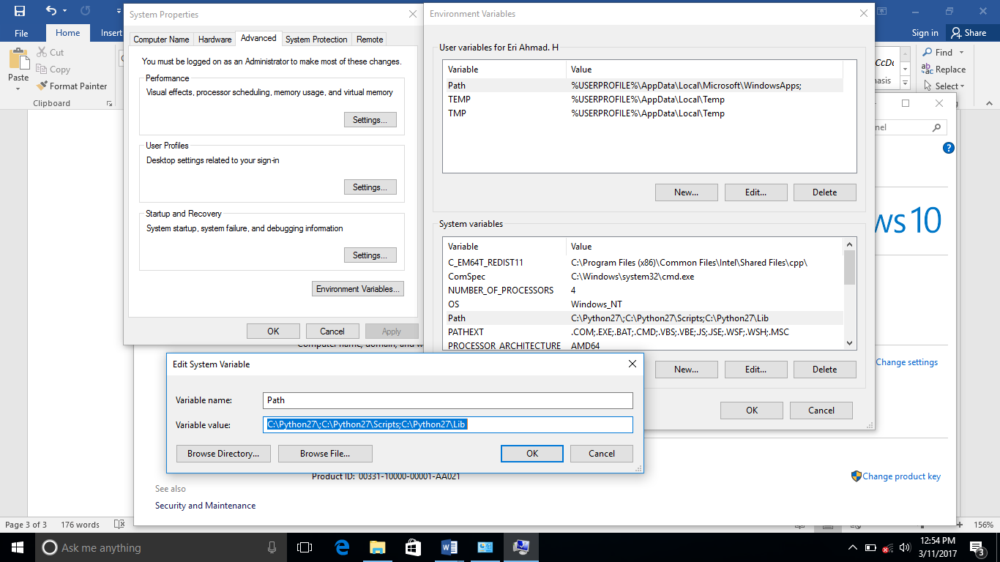 File
Home
Insert
Sign in
Share
Paste
Cut
Copy
Format Painter
Clipboard
Find
Replace
Select
System Properties
Computer Name
Hardware
Advanced
System Protection
Remote
You must be logged on as an Administrator to make most of these changes.
Performance
Visual effects, processor scheduling, memory usage, and virtual memory
Settings...
User Profiles
Desktop settings related to your sign-in
Settings...
Startup and Recovery
System startup, system failure, and debugging information
Settings...
Environment Variables...
OK Cancel Apply
Environment Variables
User variables for Eri Ahmad. H
Variable Value
Path %USERPROFILE%\AppData\Local\Microsoft\WindowsApps;
TEMP %USERPROFILE%\AppData\Local\Temp
TMP %USERPROFILE%\AppData\Local\Temp
New... Edit... Delete
System variables
Variable Value
C_EM64T_REDIST11 C:\Program Files (x86)\Common Files\Intel\Shared Files\cpp\
ComSpec C:\Windows\system32\cmd.exe
NUMBER_OF_PROCESSORS 4
OS Windows_NT
Path C:\Python27\;C:\Python27\Scripts;C:\Python27\Lib
PATHEXT .COM;.EXE;.BAT;.CMD;.VBS;.VBE;.JS;.JSE;.WSF;.WSH;.MSC
PROCESSOR_ARCHITECTURE AMD64
New... Edit... Delete
OK Cancel
ws 10
Change settings
Computer name, domain, and w
Edit System Variable
Variable name: Path
Variable value: C:\Python27\;C:\Python27\Scripts;C:\Python27\Lib
Browse Directory... Browse File... OK Cancel
Product ID: 00331-10000-00001-AA021
Change product key
See also
Security and Maintenance
Page 3 of 3 176 words 156%
Ask me anything
12:54 PM
3/11/2017
3